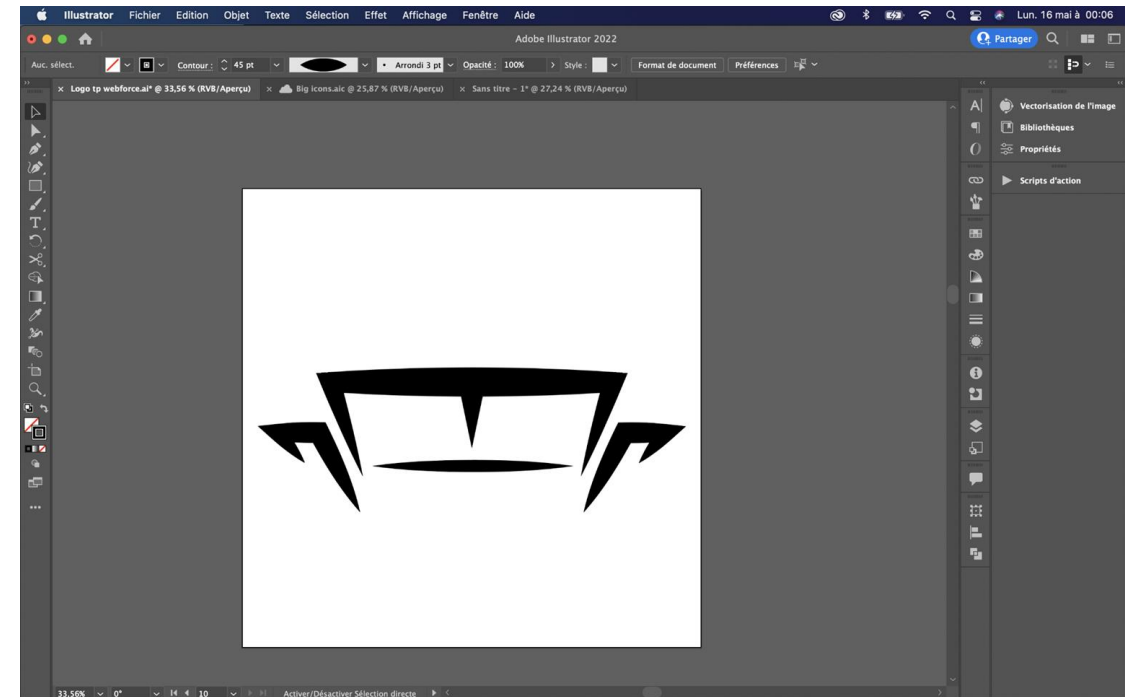 Illustrator Fichier Edition Objet Texte Sélection Effet Affichage Fenêtre Aide Lun. 16 mai à 00:06
Adobe Illustrator 2022 Partager
Auc. sélect. Contour : 45 pt Arrondi 3 pt Opacité : 100% Style : Format de document Préférences
× Logo tp webforce.ai* @ 33,56 % (RVB/Aperçu) × Big icons.aic @ 25,87 % (RVB/Aperçu) × Sans titre - 1* @ 27,24 % (RVB/Aperçu)
Vectorisation de l'image
Bibliothèques
Propriétés
Scripts d'action
33,56% 0° 10 Activer/Désactiver Sélection directe